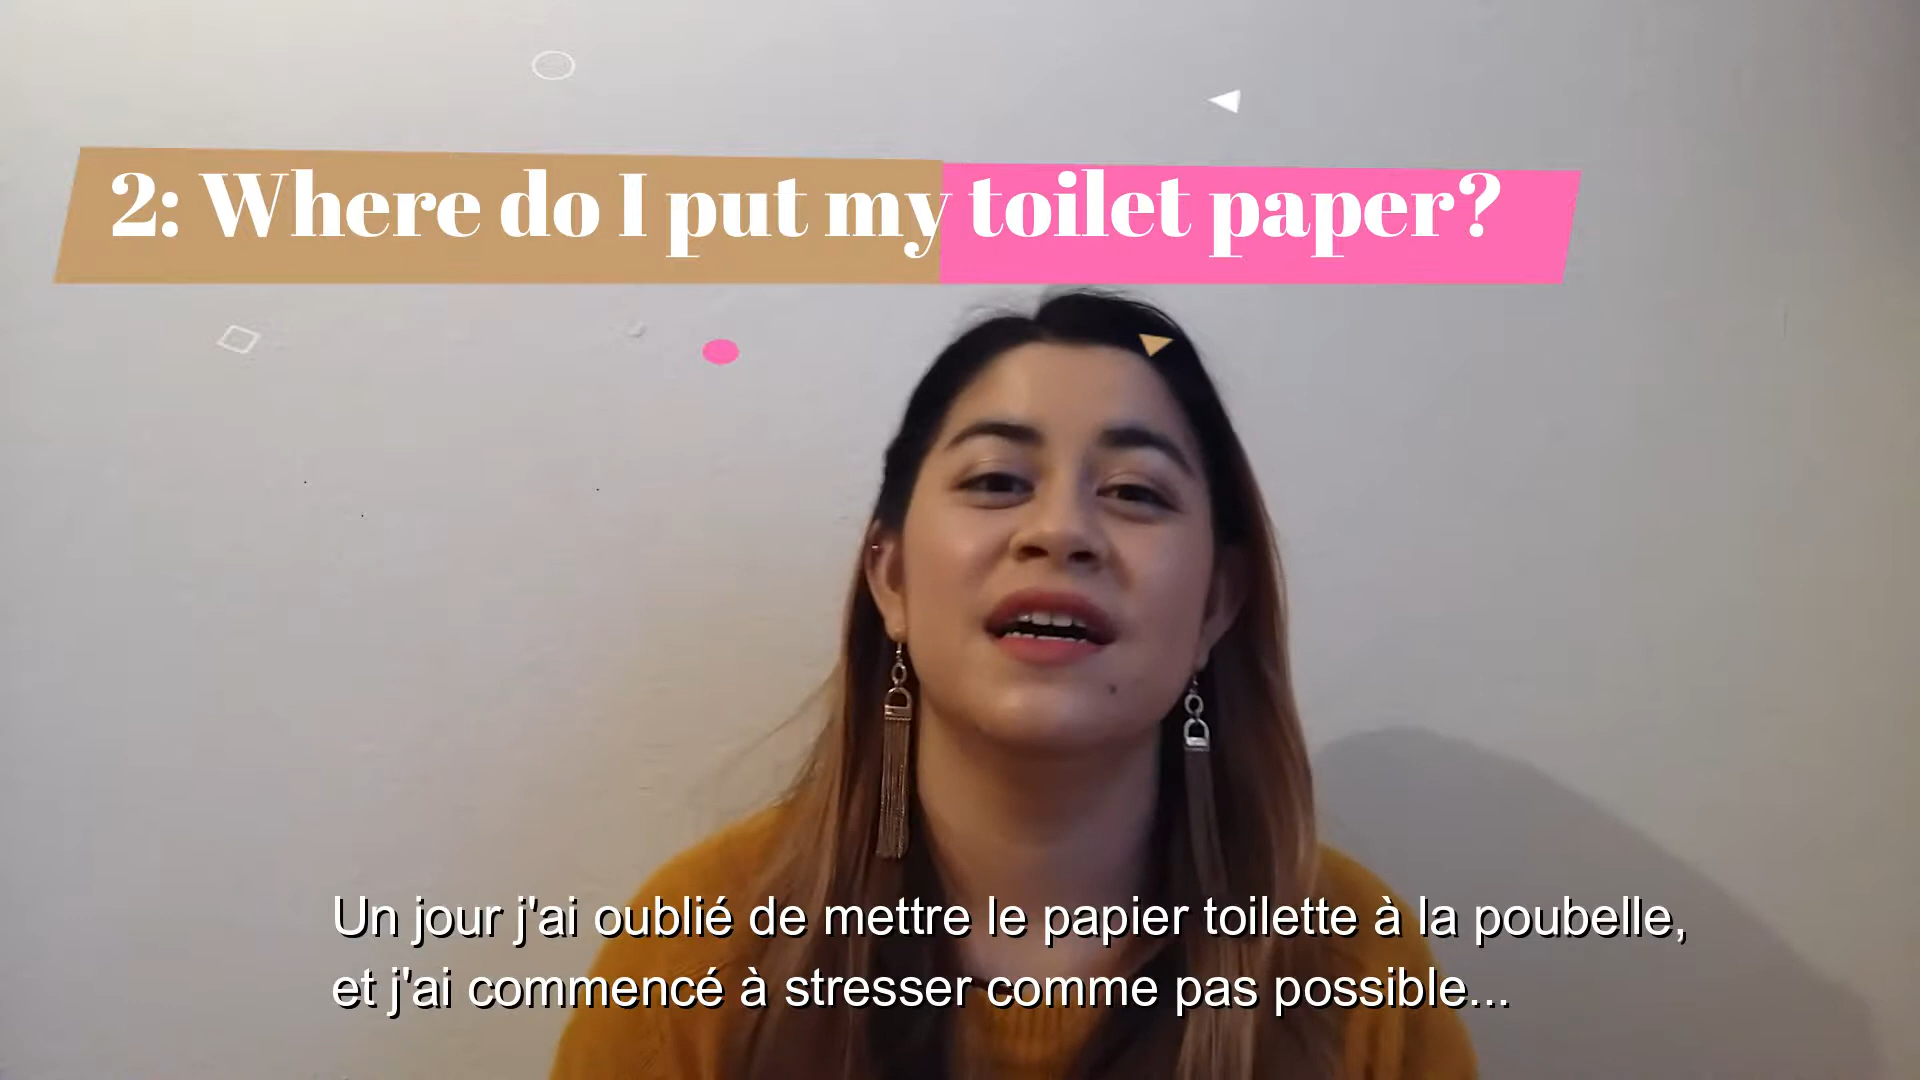 2: Where do I put my toilet paper?
Un jour j'ai oublié de mettre le papier toilette à la poubelle,
et j'ai commencé à stresser comme pas possible...